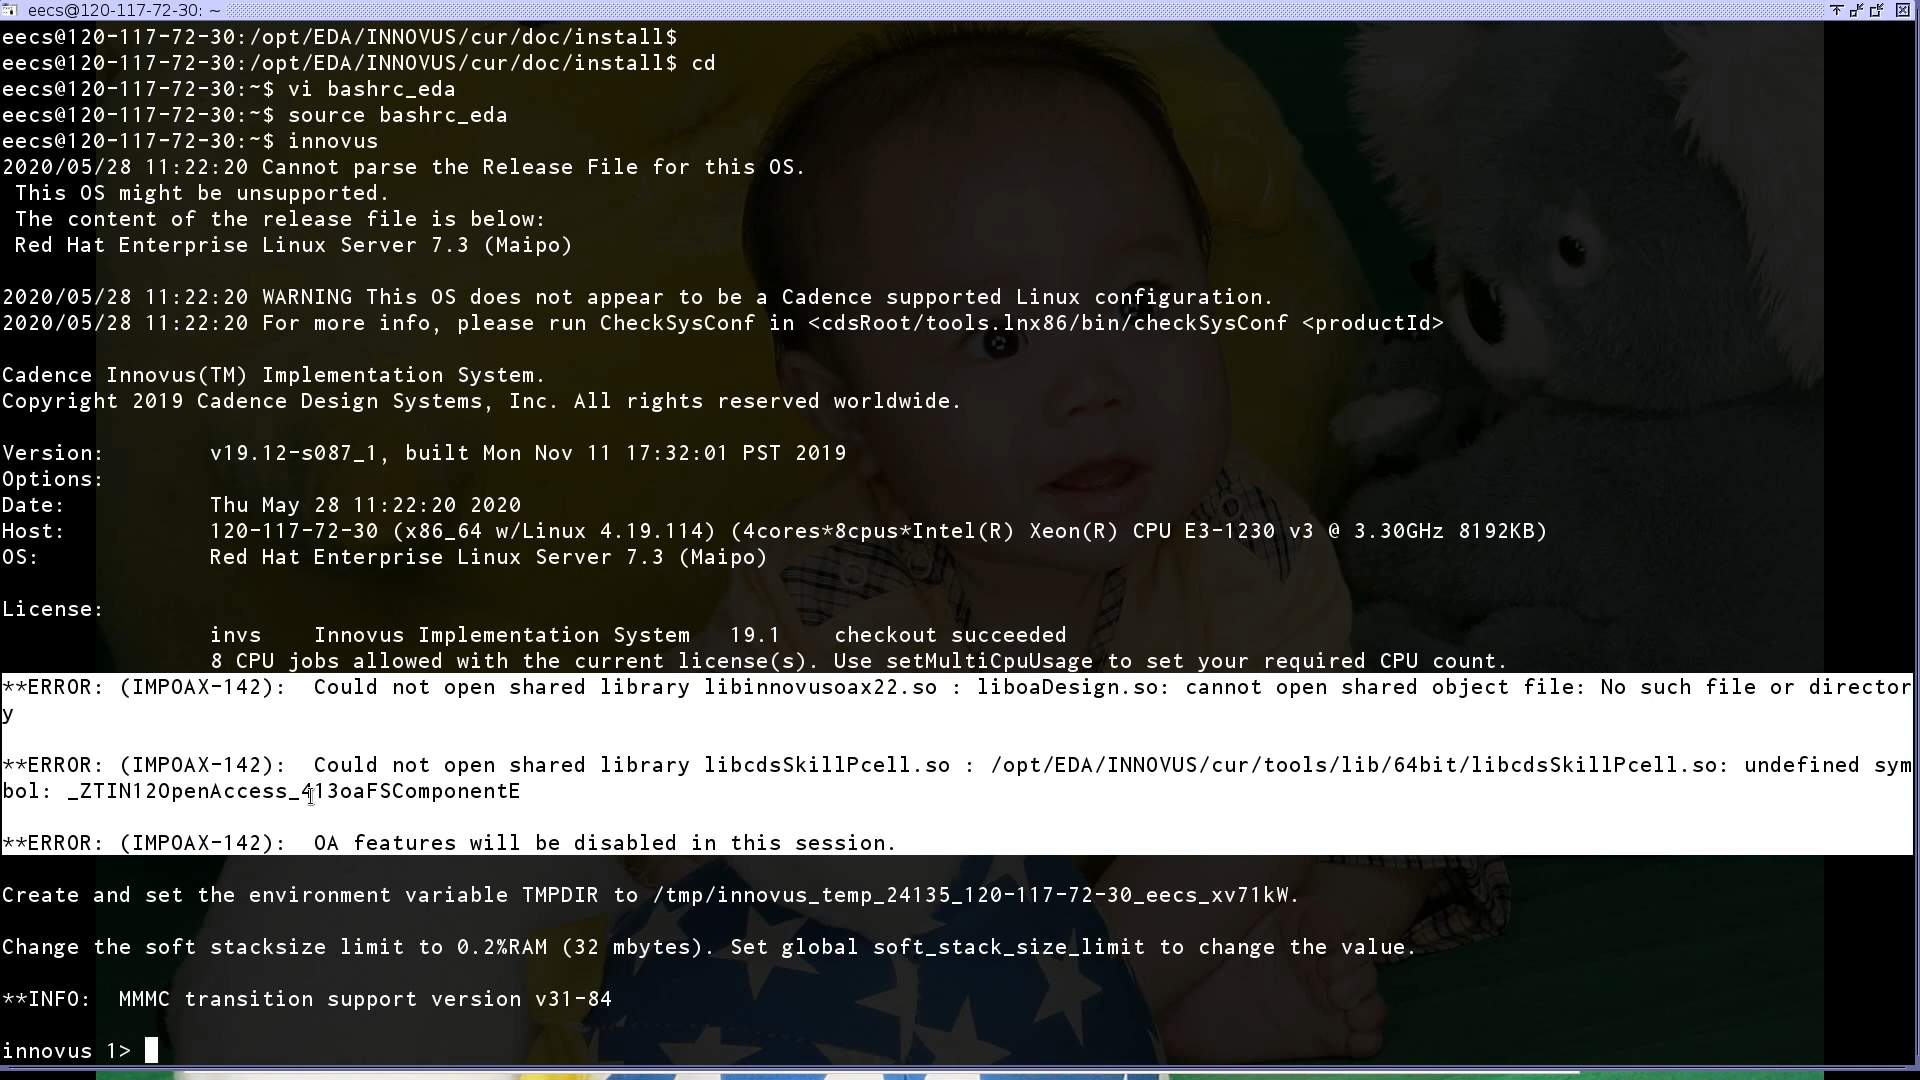 eecs@120-117-72-30: ~
eecs@120-117-72-30:/opt/EDA/INNOVUS/cur/doc/install$
eecs@120-117-72-30:/opt/EDA/INNOVUS/cur/doc/install$ cd
eecs@120-117-72-30:~$ vi bashrc_eda
eecs@120-117-72-30:~$ source bashrc_eda
eecs@120-117-72-30:~$ innovus
2020/05/28 11:22:20 Cannot parse the Release File for this OS.
This OS might be unsupported.
The content of the release file is below:
Red Hat Enterprise Linux Server 7.3 (Maipo)
2020/05/28 11:22:20 WARNING This OS does not appear to be a Cadence supported Linux configuration.
2020/05/28 11:22:20 For more info, please run CheckSysConf in <cdsRoot/tools.lnx86/bin/checkSysConf <productId>
Cadence Innovus(TM) Implementation System.
Copyright 2019 Cadence Design Systems, Inc. All rights reserved worldwide.
Version: v19.12-s087_1, built Mon Nov 11 17:32:01 PST 2019
Options:
Date: Thu May 28 11:22:20 2020
Host: 120-117-72-30 (x86_64 w/Linux 4.19.114) (4cores*8cpus*Intel(R) Xeon(R) CPU E3-1230 v3 @ 3.30GHz 8192KB)
OS: Red Hat Enterprise Linux Server 7.3 (Maipo)
License:
invs Innovus Implementation System 19.1 checkout succeeded
8 CPU jobs allowed with the current license(s). Use setMultiCpuUsage to set your required CPU count.
**ERROR: (IMPOAX-142): Could not open shared library libinnovusoax22.so : liboaDesign.so: cannot open shared object file: No such file or director
y
**ERROR: (IMPOAX-142): Could not open shared library libcdsSkillPcell.so : /opt/EDA/INNOVUS/cur/tools/lib/64bit/libcdsSkillPcell.so: undefined sym
bol: _ZTIN12OpenAccess_413oaFSComponentE
**ERROR: (IMPOAX-142): OA features will be disabled in this session.
Create and set the environment variable TMPDIR to /tmp/innovus_temp_24135_120-117-72-30_eecs_xv71kW.
Change the soft stacksize limit to 0.2%RAM (32 mbytes). Set global soft_stack_size_limit to change the value.
**INFO: MMMC transition support version v31-84
innovus 1>